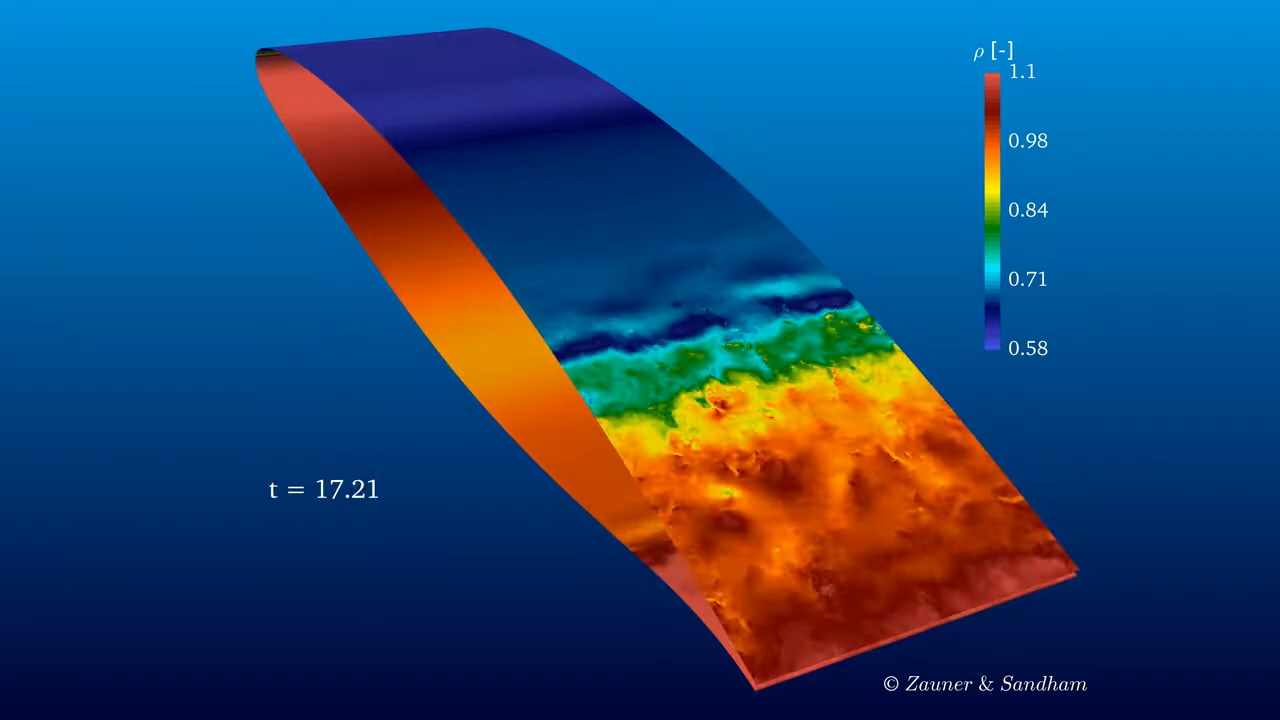 ρ [-]
1.1
0.98
0.84
0.71
0.58
t = 17.21
© Zauner & Sandham